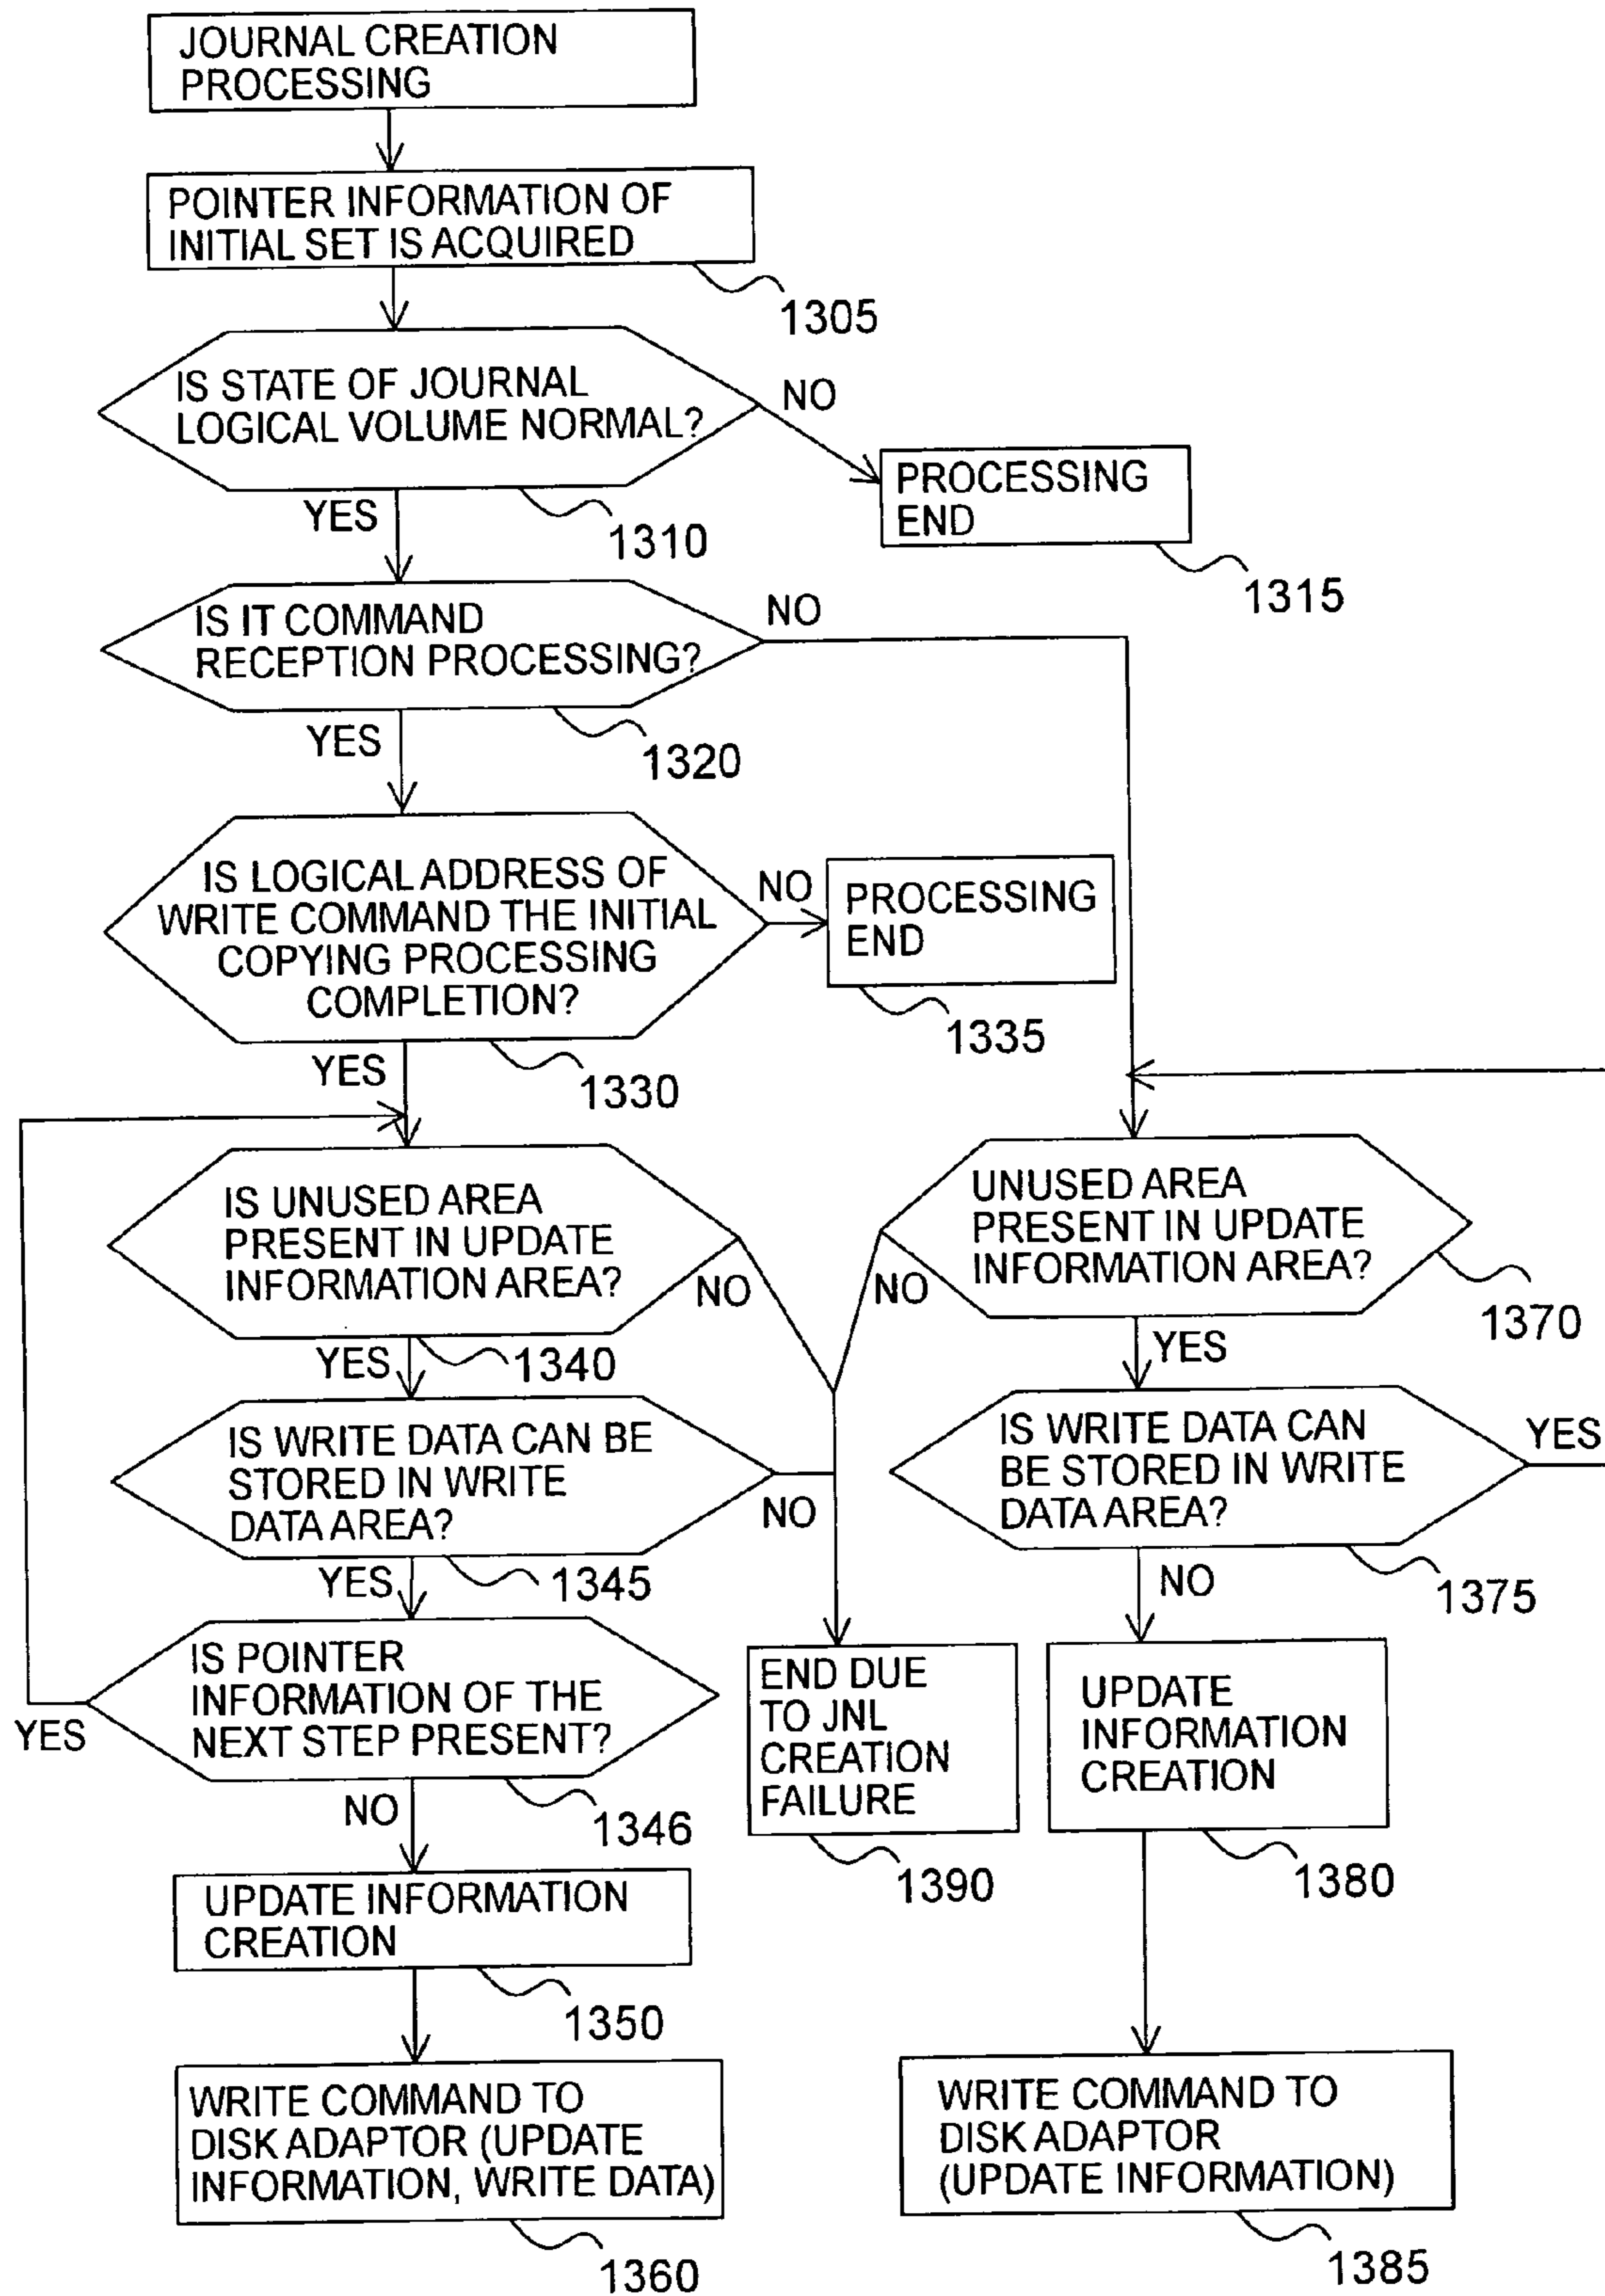 JOURNAL CREATION
PROCESSING
POINTER INFORMATION OF
INITIAL SET IS ACQUIRED
1305
IS STATE OF JOURNAL
LOGICAL VOLUME NORMAL?
NO
PROCESSING
END
YES
1310
1315
IS IT COMMAND
RECEPTION PROCESSING?
NO
YES
1320
IS LOGICAL ADDRESS OF
WRITE COMMAND THE INITIAL
COPYING PROCESSING
COMPLETION?
NO
PROCESSING
END
1335
YES
1330
IS UNUSED AREA
PRESENT IN UPDATE
INFORMATION AREA?
NO
UNUSED AREA
PRESENT IN UPDATE
INFORMATION AREA?
NO
1370
YES
1340
YES
IS WRITE DATA CAN BE
STORED IN WRITE
DATA AREA?
NO
IS WRITE DATA CAN
BE STORED IN WRITE
DATA AREA?
YES
YES
1345
NO
1375
IS POINTER
INFORMATION OF THE
NEXT STEP PRESENT?
YES
END DUE
TO JNL
CREATION
FAILURE
UPDATE
INFORMATION
CREATION
NO
1346
1390
1380
UPDATE INFORMATION
CREATION
1350
WRITE COMMAND TO
DISK ADAPTOR (UPDATE
INFORMATION, WRITE DATA)
1360
WRITE COMMAND TO
DISK ADAPTOR
(UPDATE INFORMATION)
1385